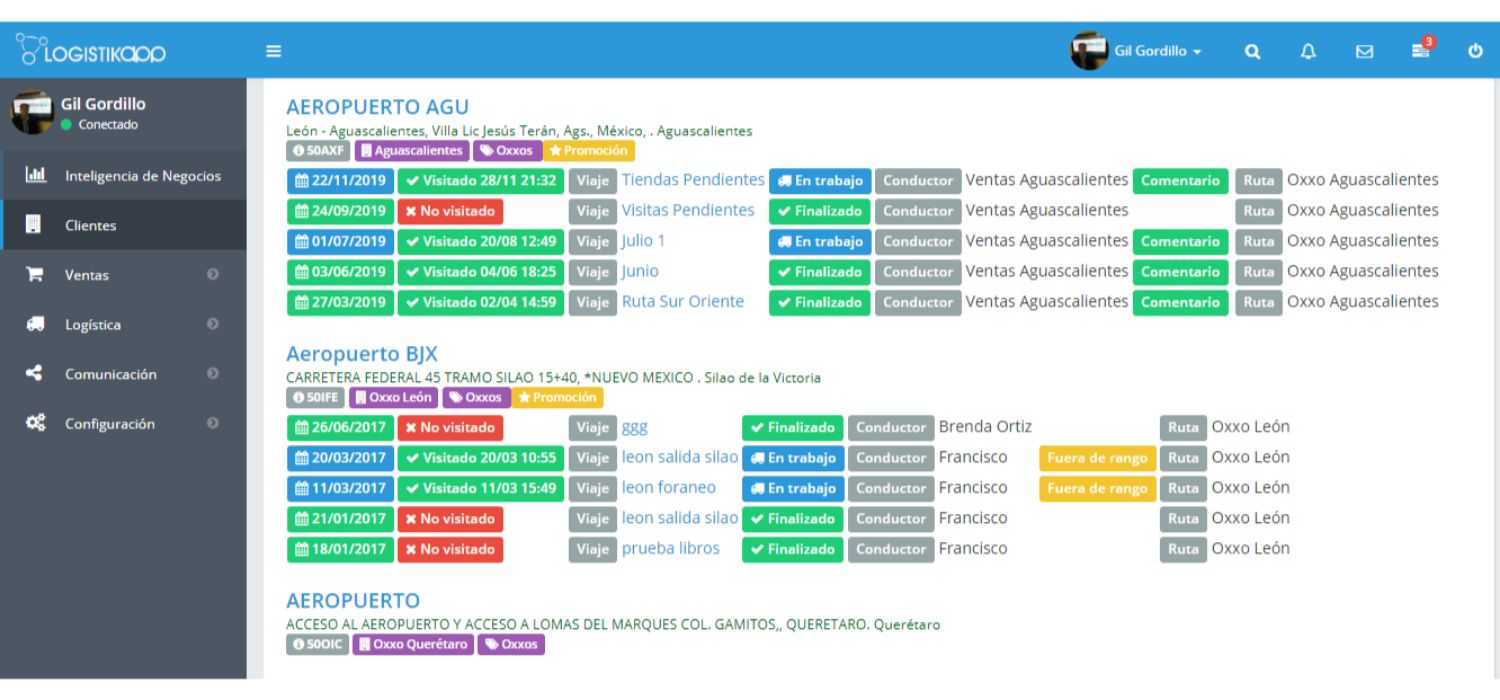 LOGISTIKAPP
Gil Gordillo
3
Gil Gordillo
Conectado
Inteligencia de Negocios
Clientes
Ventas
Logística
Comunicación
Configuración
AEROPUERTO AGU
León - Aguascalientes, Villa Lic Jesús Terán, Ags., México, . Aguascalientes
50AXF Aguascalientes Oxxos Promoción
22/11/2019 Visitado 28/11 21:32 Viaje Tiendas Pendientes En trabajo Conductor Ventas Aguascalientes Comentario Ruta Oxxo Aguascalientes
24/09/2019 No visitado Viaje Visitas Pendientes Finalizado Conductor Ventas Aguascalientes Ruta Oxxo Aguascalientes
01/07/2019 Visitado 20/08 12:49 Viaje Julio 1 En trabajo Conductor Ventas Aguascalientes Comentario Ruta Oxxo Aguascalientes
03/06/2019 Visitado 04/06 18:25 Viaje Junio Finalizado Conductor Ventas Aguascalientes Comentario Ruta Oxxo Aguascalientes
27/03/2019 Visitado 02/04 14:59 Viaje Ruta Sur Oriente Finalizado Conductor Ventas Aguascalientes Comentario Ruta Oxxo Aguascalientes
Aeropuerto BJX
CARRETERA FEDERAL 45 TRAMO SILAO 15+40, *NUEVO MEXICO . Silao de la Victoria
50IFE Oxxo León Oxxos Promoción
26/06/2017 No visitado Viaje ggg Finalizado Conductor Brenda Ortiz Ruta Oxxo León
20/03/2017 Visitado 20/03 10:55 Viaje leon salida silao En trabajo Conductor Francisco Fuera de rango Ruta Oxxo León
11/03/2017 Visitado 11/03 15:49 Viaje leon foraneo En trabajo Conductor Francisco Fuera de rango Ruta Oxxo León
21/01/2017 No visitado Viaje leon salida silao Finalizado Conductor Francisco Ruta Oxxo León
18/01/2017 No visitado Viaje prueba libros Finalizado Conductor Francisco Ruta Oxxo León
AEROPUERTO
ACCESO AL AEROPUERTO Y ACCESO A LOMAS DEL MARQUES COL. GAMITOS,, QUERETARO. Querétaro
50OIC Oxxo Querétaro Oxxos